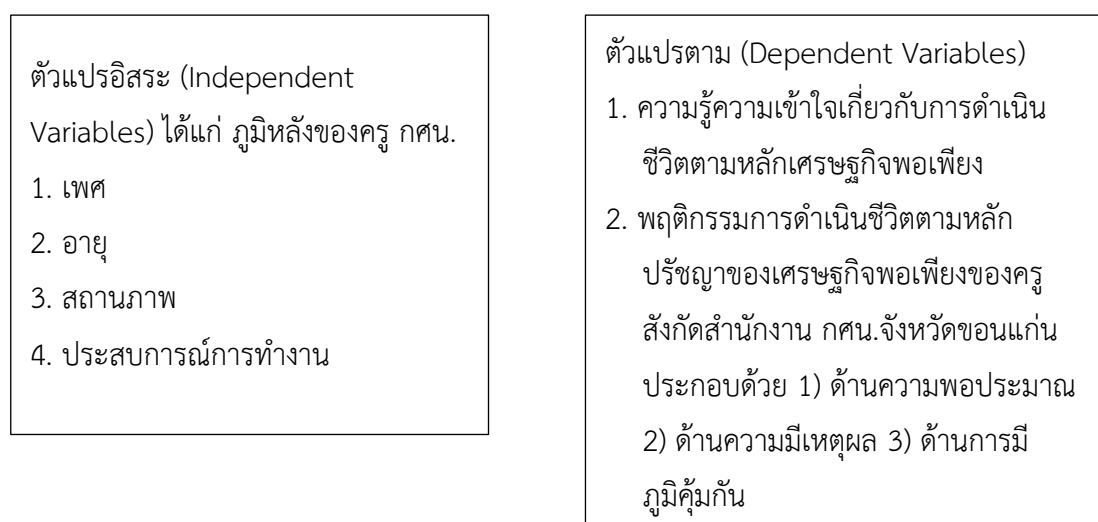 ตัวแปรอิสระ (Independent
Variables) ได้แก่ ภูมิหลังของครู กศน.
1. เพศ
2. อายุ
3. สถานภาพ
4. ประสบการณ์การทำงาน
ตัวแปรตาม (Dependent Variables)
1. ความรู้ความเข้าใจเกี่ยวกับการดำเนิน
ชีวิตตามหลักเศรษฐกิจพอเพียง
2. พฤติกรรมการดำเนินชีวิตตามหลัก
ปรัชญาของเศรษฐกิจพอเพียงของครู
สังกัดสำนักงาน กศน.จังหวัดขอนแก่น
ประกอบด้วย 1) ด้านความพอประมาณ
2) ด้านความมีเหตุผล 3) ด้านการมี
ภูมิคุ้มกัน